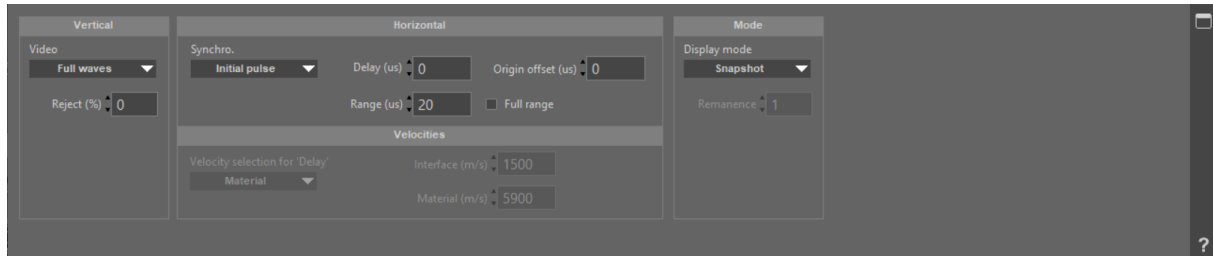 Vertical
Video
Full waves
Reject (%) 0
Horizontal
Synchro.
Initial pulse
Delay (us) 0
Origin offset (us) 0
Range (us) 20
Full range
Velocities
Velocity selection for 'Delay'
Material
Interface (m/s) 1500
Material (m/s) 5900
Mode
Display mode
Snapshot
Remanence 1
?